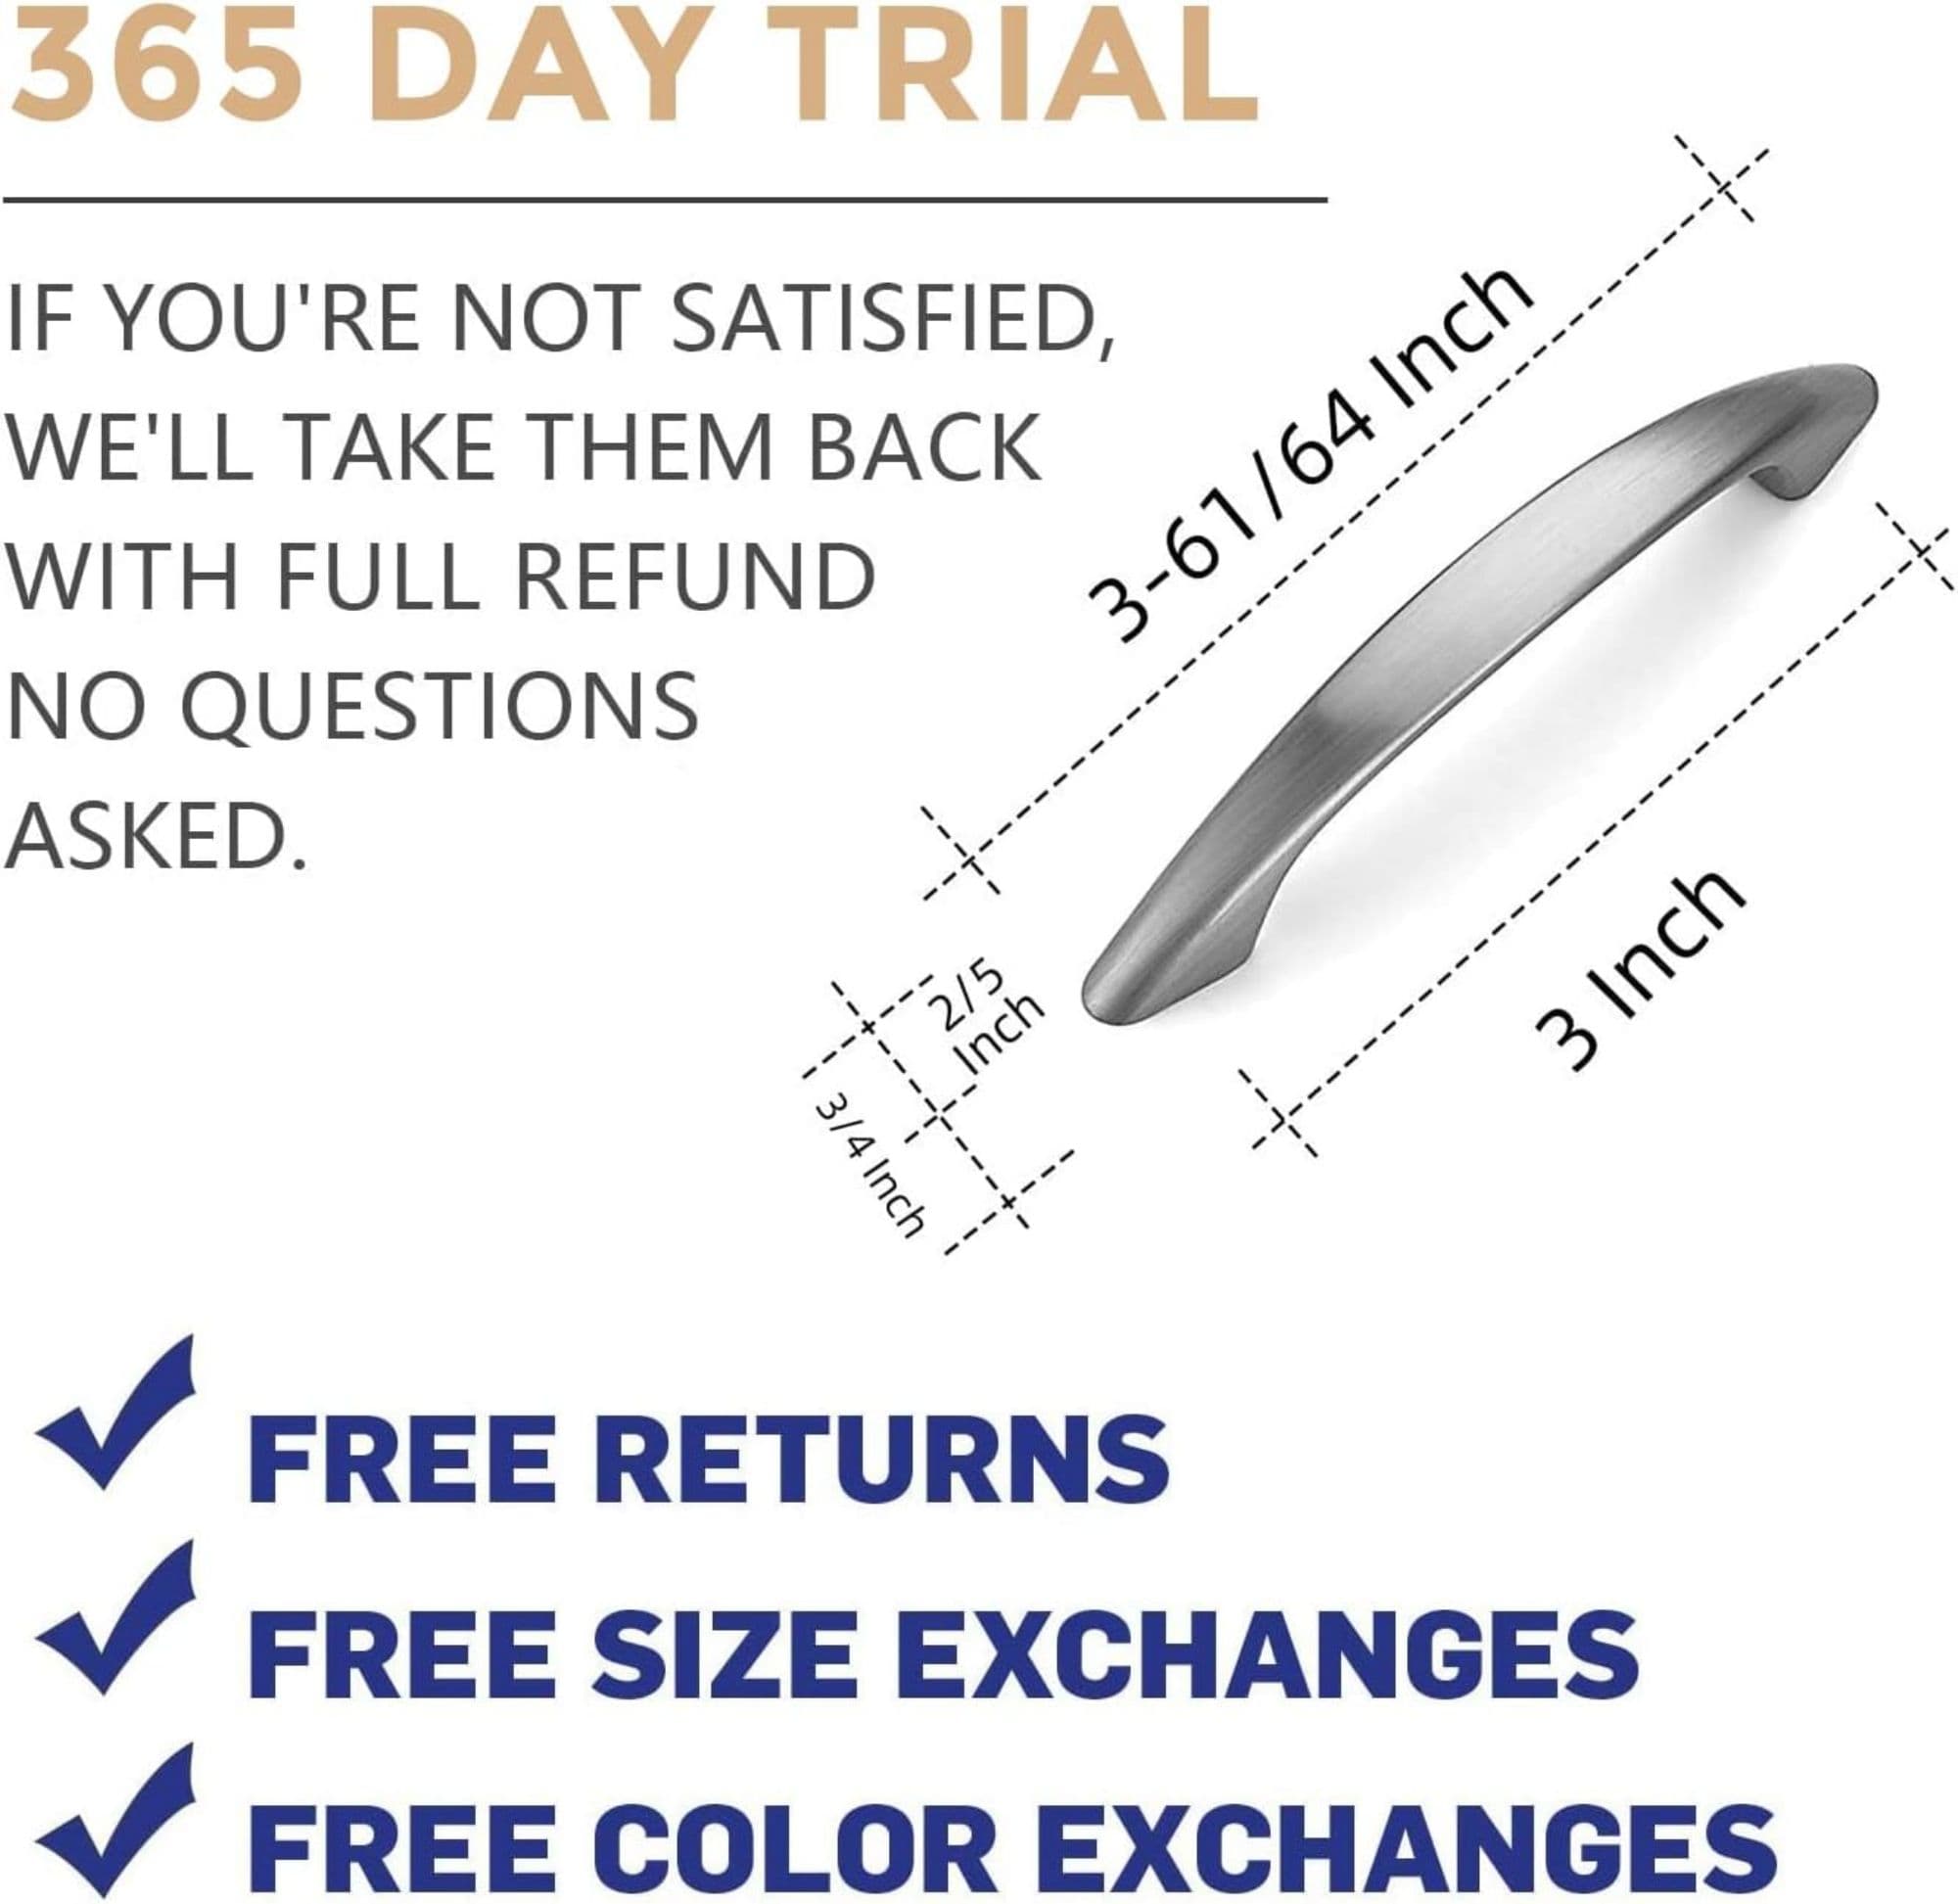 365 DAY TRIAL
IF YOU'RE NOT SATISFIED,
WE'LL TAKE THEM BACK
WITH FULL REFUND
NO QUESTIONS
ASKED.
3-61/64 Inch
3 Inch
2/5
Inch
3/4 Inch
FREE RETURNS
FREE SIZE EXCHANGES
FREE COLOR EXCHANGES